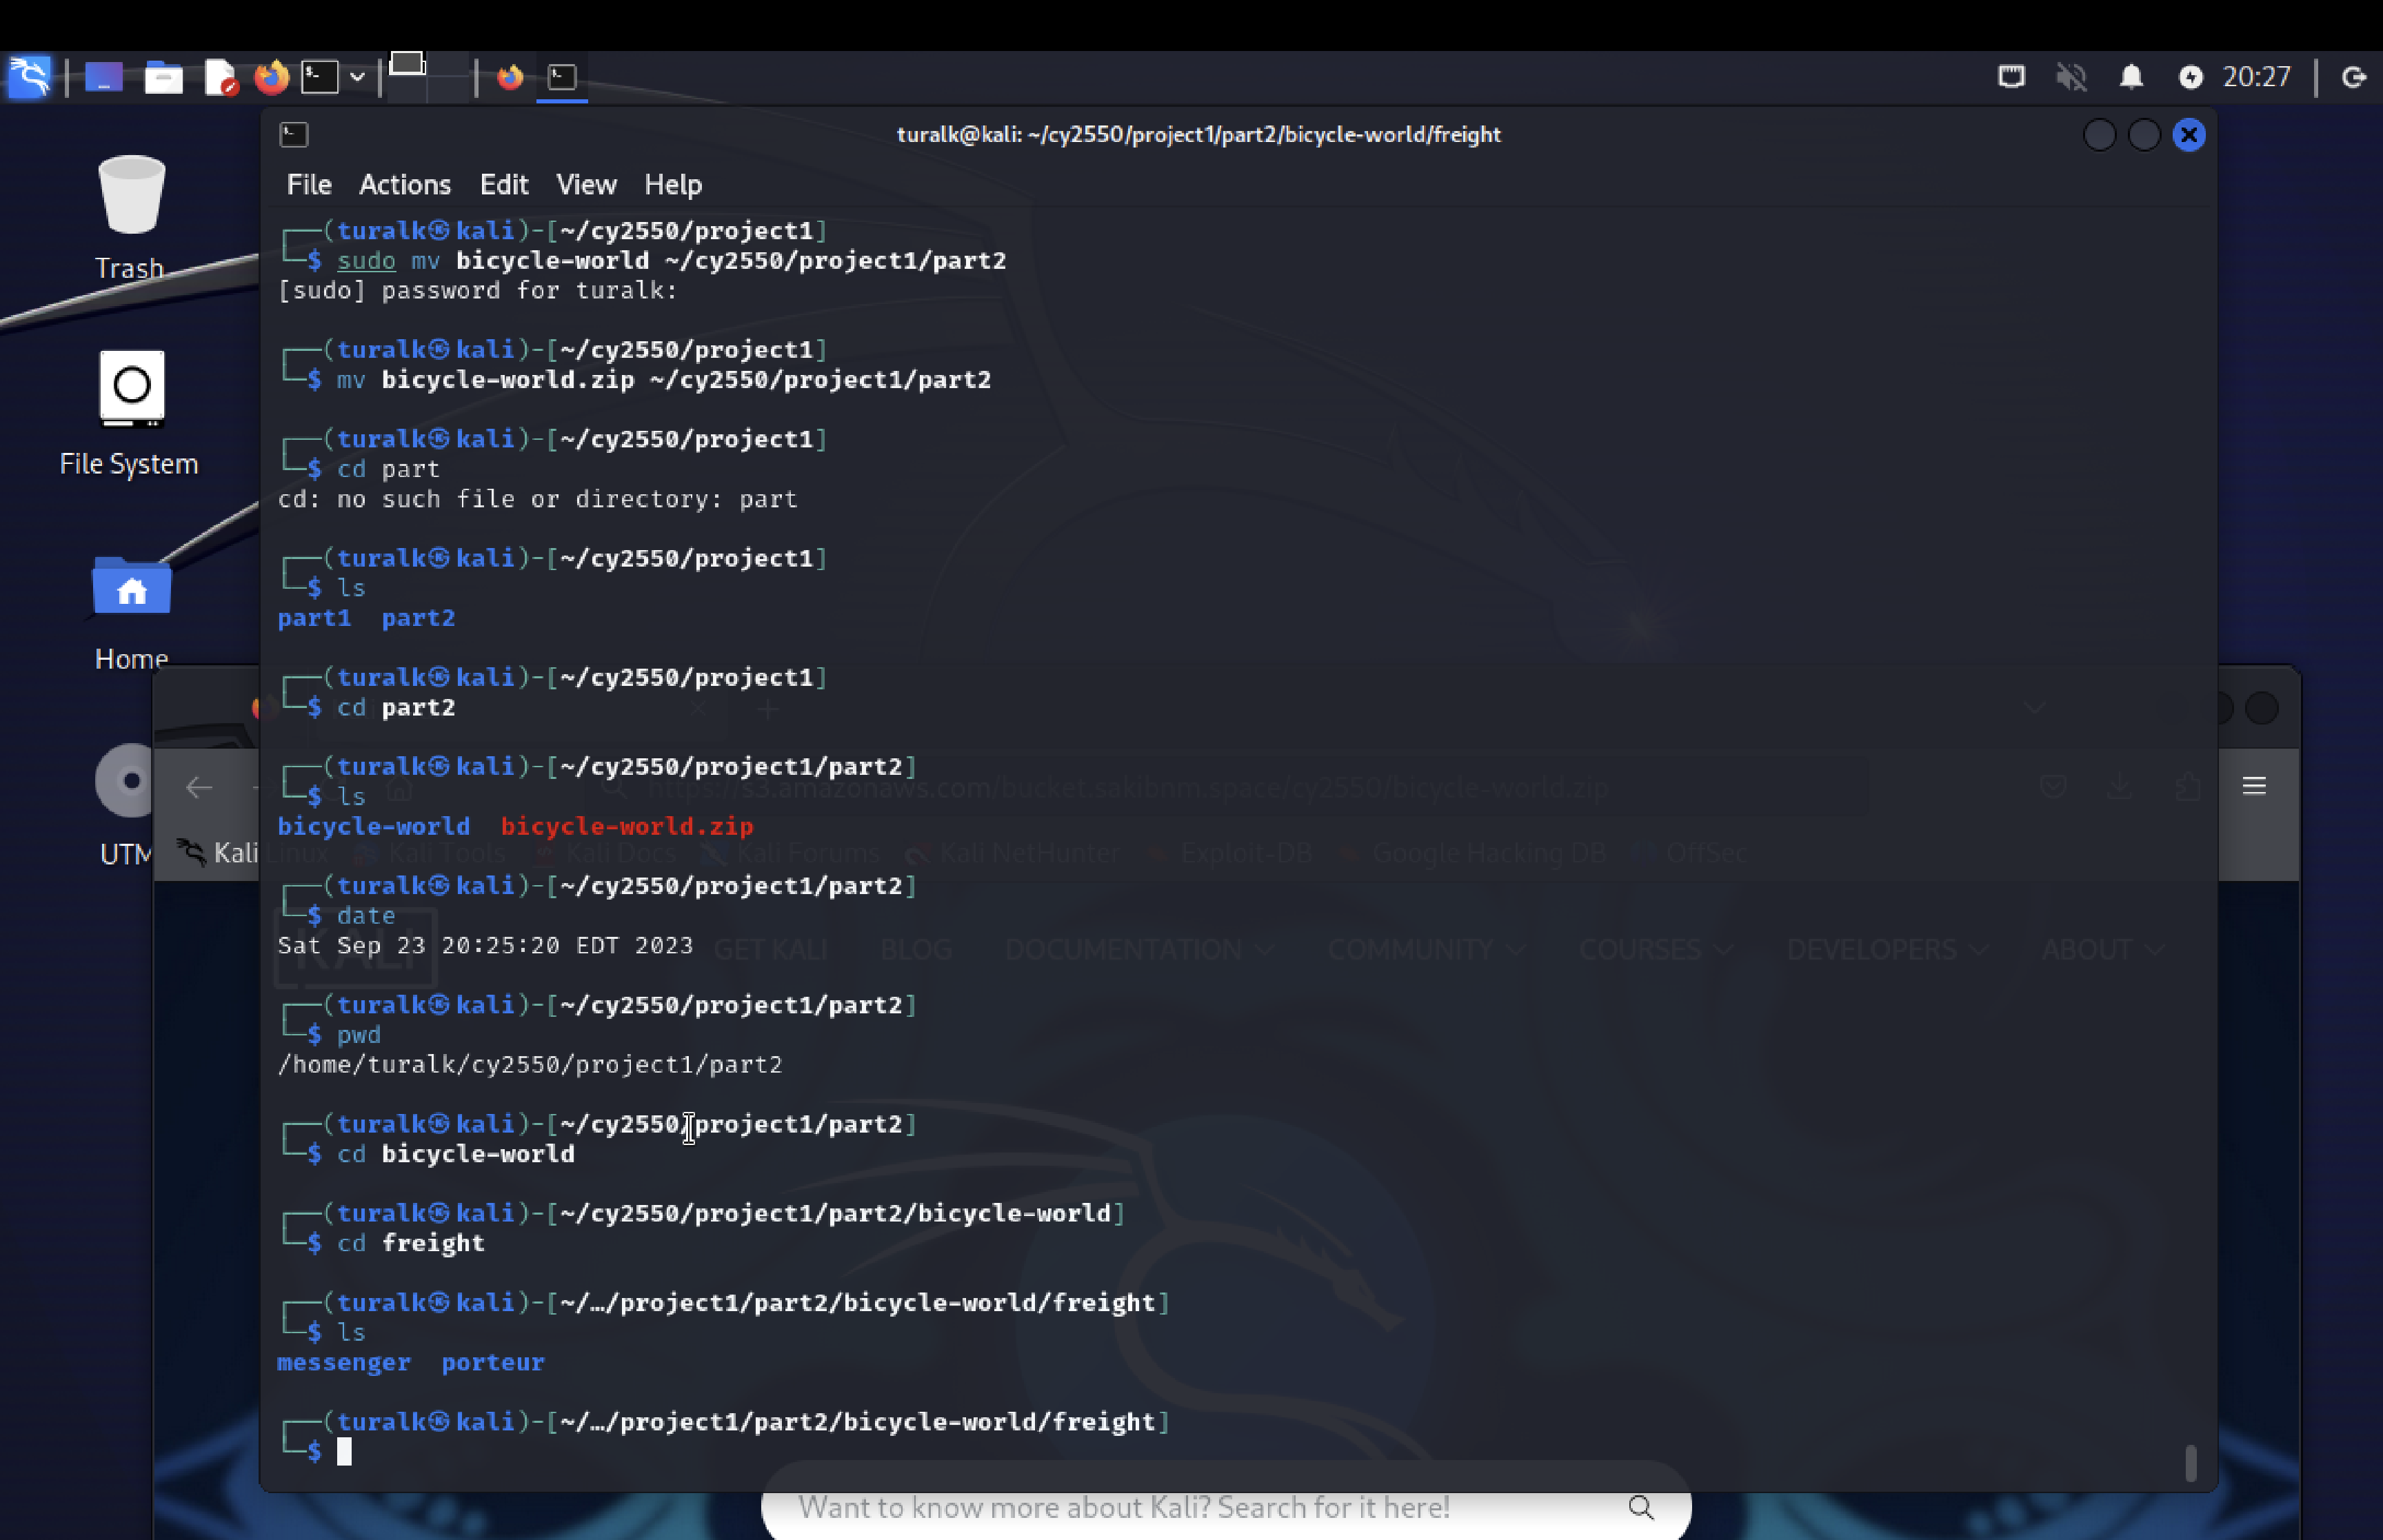 20:27
turalk@kali: ~/cy2550/project1/part2/bicycle-world/freight
File Actions Edit View Help
Trash
File System
Home
UTM
┌──(turalk㉿kali)-[~/cy2550/project1]
└─$ sudo mv bicycle-world ~/cy2550/project1/part2
[sudo] password for turalk:
┌──(turalk㉿kali)-[~/cy2550/project1]
└─$ mv bicycle-world.zip ~/cy2550/project1/part2
┌──(turalk㉿kali)-[~/cy2550/project1]
└─$ cd part
cd: no such file or directory: part
┌──(turalk㉿kali)-[~/cy2550/project1]
└─$ ls
part1 part2
┌──(turalk㉿kali)-[~/cy2550/project1]
└─$ cd part2
┌──(turalk㉿kali)-[~/cy2550/project1/part2]
└─$ ls
bicycle-world bicycle-world.zip
┌──(turalk㉿kali)-[~/cy2550/project1/part2]
└─$ date
Sat Sep 23 20:25:20 EDT 2023
┌──(turalk㉿kali)-[~/cy2550/project1/part2]
└─$ pwd
/home/turalk/cy2550/project1/part2
┌──(turalk㉿kali)-[~/cy2550/project1/part2]
└─$ cd bicycle-world
┌──(turalk㉿kali)-[~/cy2550/project1/part2/bicycle-world]
└─$ cd freight
┌──(turalk㉿kali)-[~/…/project1/part2/bicycle-world/freight]
└─$ ls
messenger porteur
┌──(turalk㉿kali)-[~/…/project1/part2/bicycle-world/freight]
└─$
https://s3.amazonaws.com/bucket.sakibnm.space/cy2550/bicycle-world.zip
Kali Linux Kali Tools Kali Docs Kali Forums Kali NetHunter Exploit-DB Google Hacking DB OffSec
KALI GET KALI BLOG DOCUMENTATION COMMUNITY COURSES DEVELOPERS ABOUT
Want to know more about Kali? Search for it here!